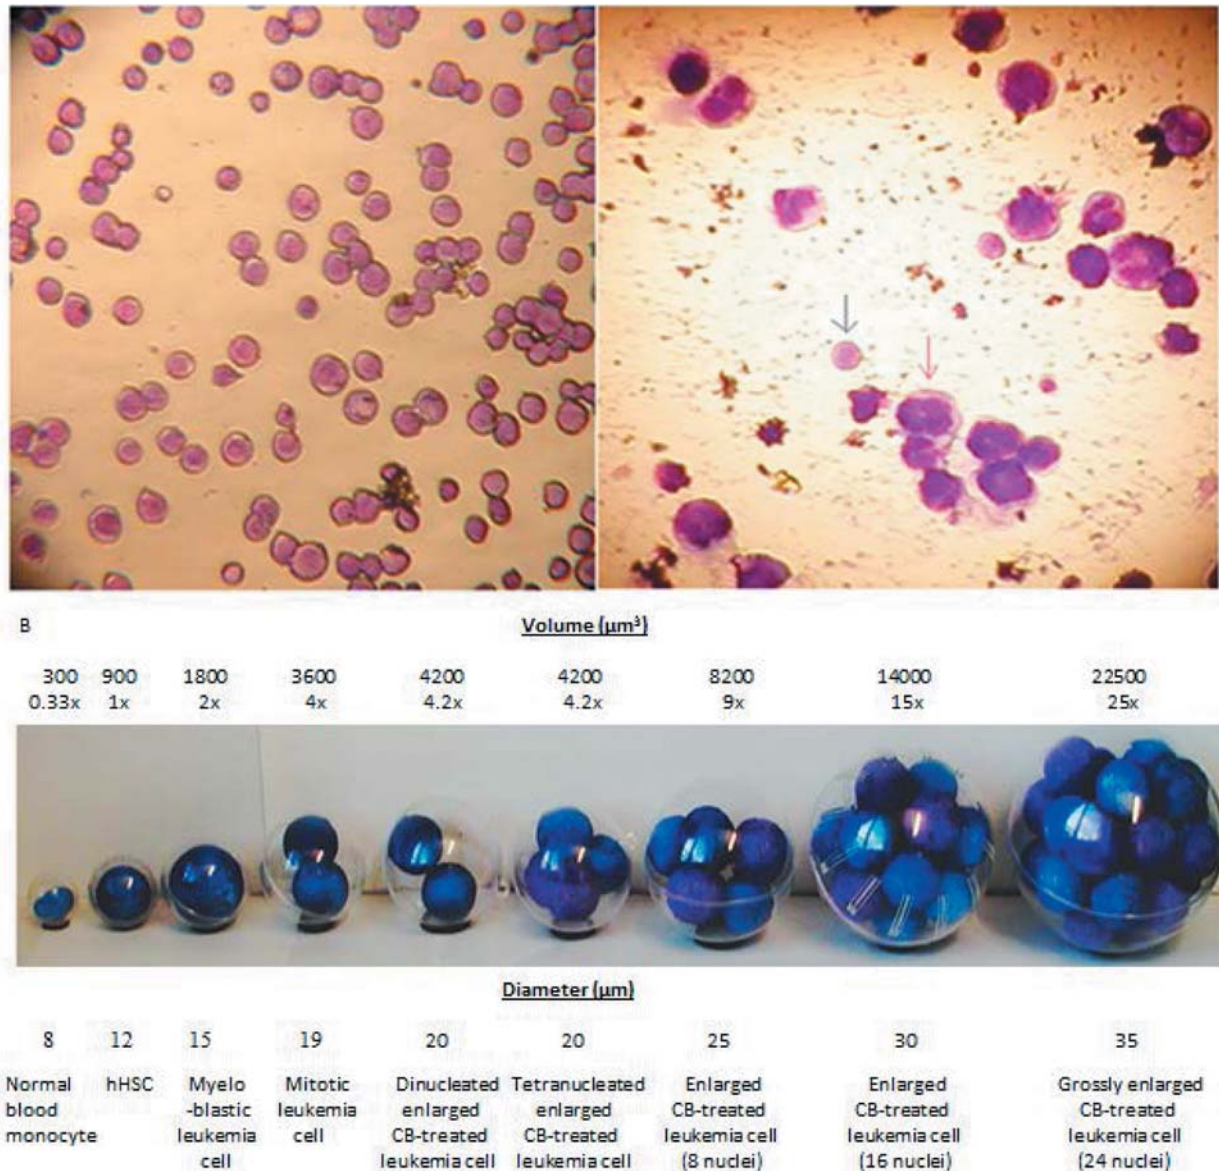 B
Volume (µm³)
300 900 1800 3600 4200 4200 8200 14000 22500
0.33x 1x 2x 4x 4.2x 4.2x 9x 15x 25x
Diameter (µm)
8 12 15 19 20 20 25 30 35
Normal hHSC Myelo Mitotic Dinucleated Tetranucleated Enlarged Enlarged Grossly enlarged
blood -blastic leukemia enlarged enlarged CB-treated CB-treated CB-treated
monocyte leukemia cell CB-treated CB-treated leukemia cell leukemia cell leukemia cell
cell leukemia cell leukemia cell (8 nuclei) (16 nuclei) (24 nuclei)